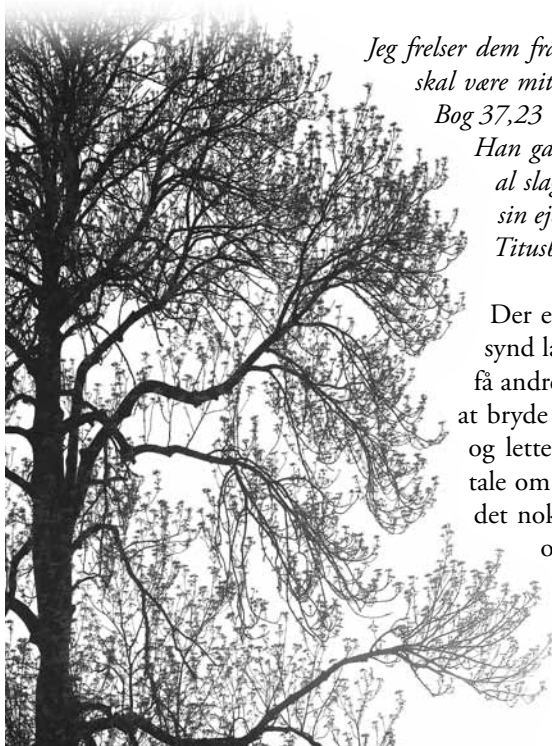 Jeg frelser dem fra
skal være mit
Bog 37,23
Han ga
al slag
sin ej
Titusb
Der e
synd la
få andre
at bryde
og lette
tale om
det nok
o